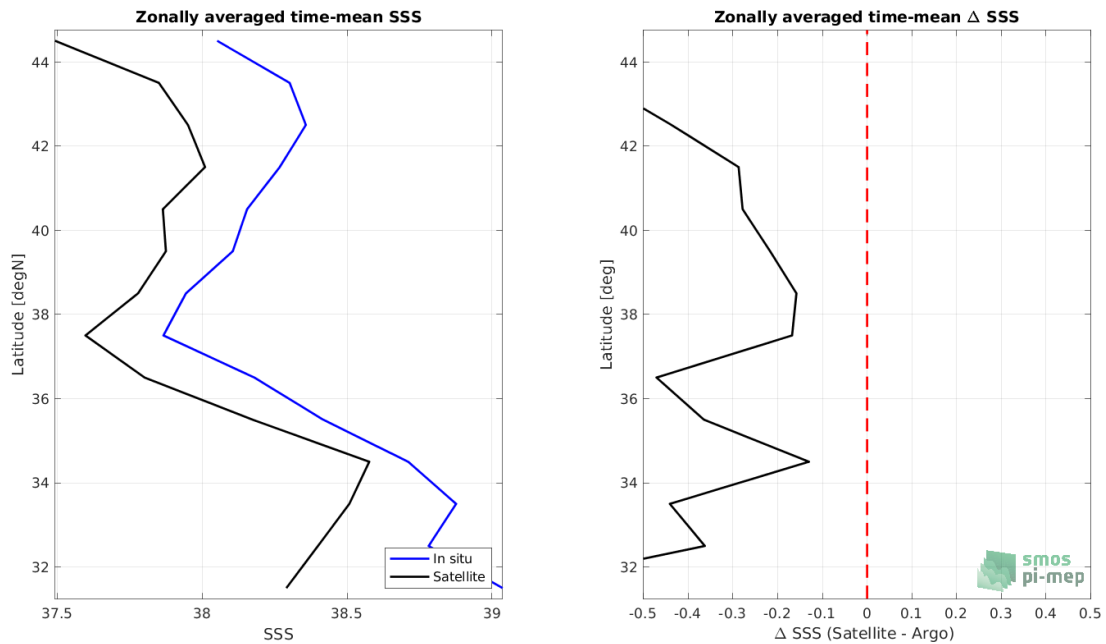 Zonally averaged time-mean SSS
44
42
40
38
36
34
32
Latitude [degN]
37.5 38 38.5 39
SSS
In situ
Satellite
Zonally averaged time-mean Δ SSS
44
42
40
38
36
34
32
Latitude [deg]
-0.5 -0.4 -0.3 -0.2 -0.1 0 0.1 0.2 0.3 0.4 0.5
Δ SSS (Satellite - Argo)
smos
pi-mep